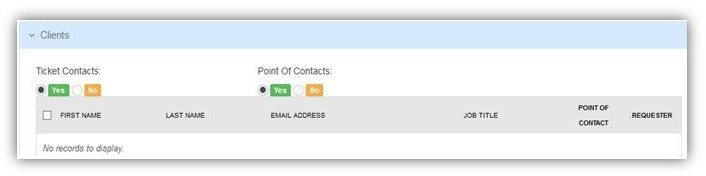 Clients
Ticket Contacts: Point Of Contacts:
Yes No Yes No
FIRST NAME LAST NAME EMAIL ADDRESS JOB TITLE POINT OF CONTACT REQUESTER
No records to display.